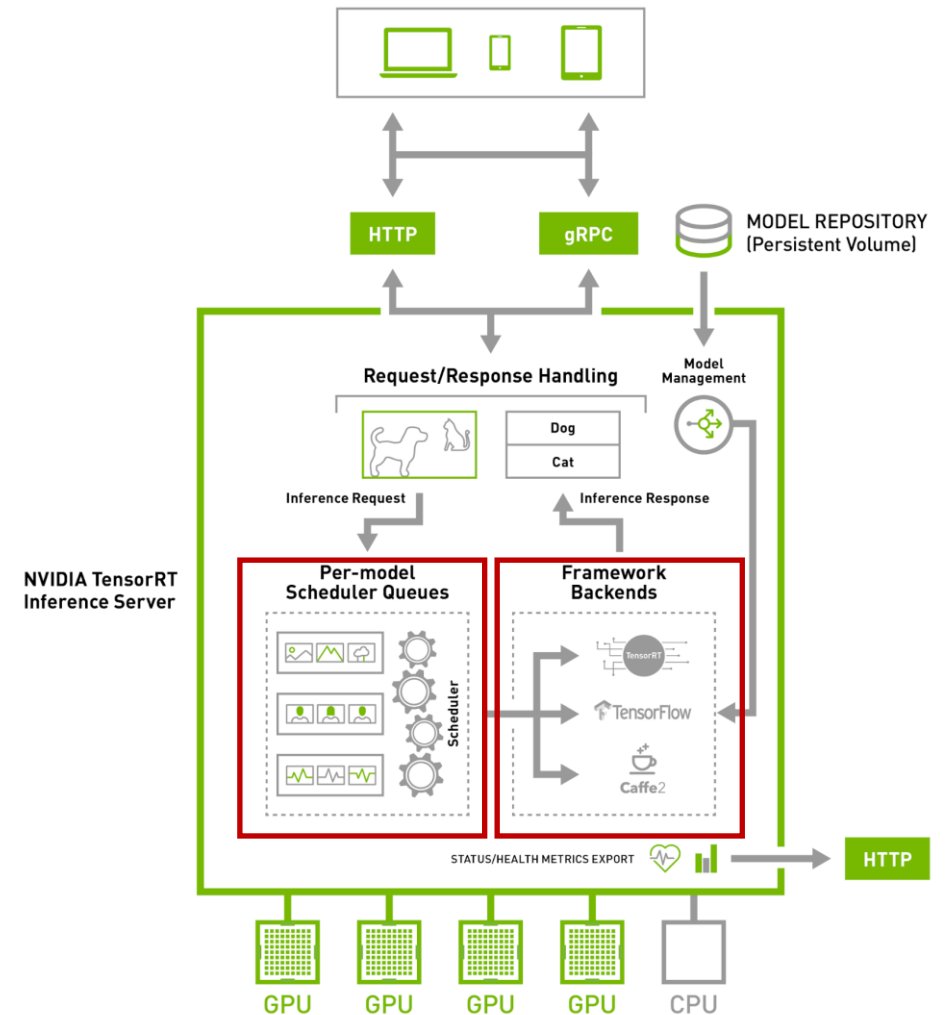 HTTP
gRPC
MODEL REPOSITORY
(Persistent Volume)
Request/Response Handling
Model
Management
Dog
Cat
Inference Request
Inference Response
NVIDIA TensorRT
Inference Server
Per-model
Scheduler Queues
Scheduler
Framework
Backends
TensorRT
TensorFlow
Caffe2
STATUS/HEALTH METRICS EXPORT
HTTP
GPU
GPU
GPU
GPU
CPU